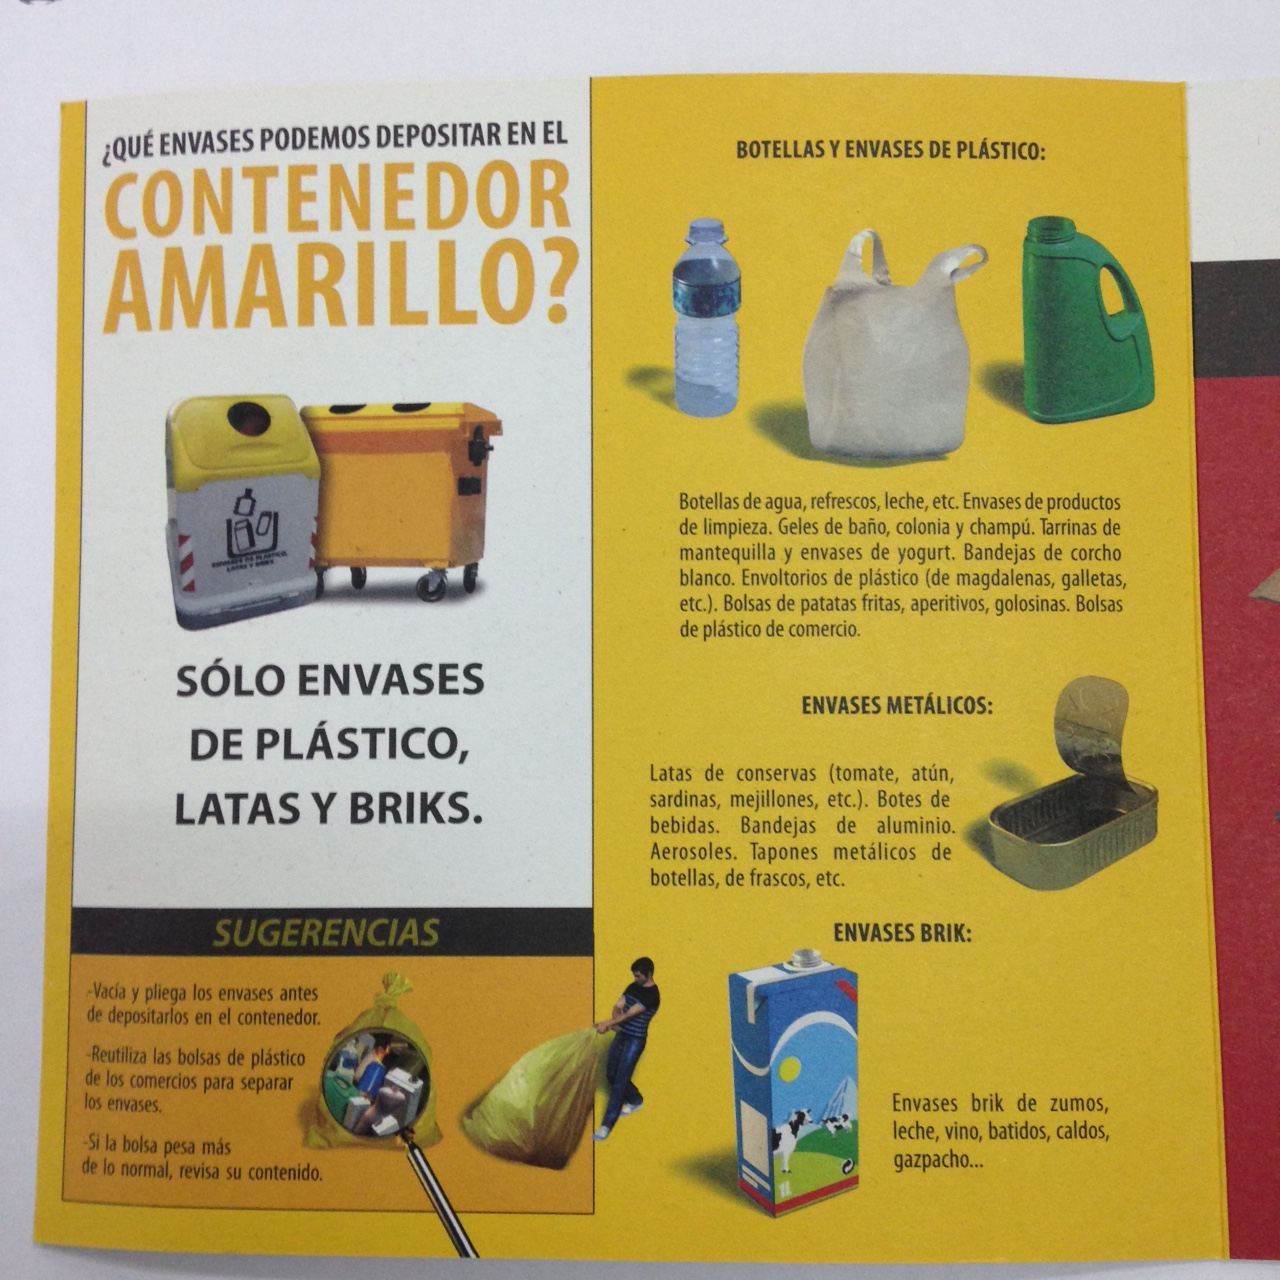 ¿QUÉ ENVASES PODEMOS DEPOSITAR EN EL
CONTENEDOR
AMARILLO?
ENVASES DE PLÁSTICO,
LATAS Y BRIKS
SÓLO ENVASES
DE PLÁSTICO,
LATAS Y BRIKS.
SUGERENCIAS
-Vacía y pliega los envases antes
de depositarlos en el contenedor.
-Reutiliza las bolsas de plástico
de los comercios para separar
los envases.
-Si la bolsa pesa más
de lo normal, revisa su contenido.
BOTELLAS Y ENVASES DE PLÁSTICO:
Botellas de agua, refrescos, leche, etc. Envases de productos
de limpieza. Geles de baño, colonia y champú. Tarrinas de
mantequilla y envases de yogurt. Bandejas de corcho
blanco. Envoltorios de plástico (de magdalenas, galletas,
etc.). Bolsas de patatas fritas, aperitivos, golosinas. Bolsas
de plástico de comercio.
ENVASES METÁLICOS:
Latas de conservas (tomate, atún,
sardinas, mejillones, etc.). Botes de
bebidas. Bandejas de aluminio.
Aerosoles. Tapones metálicos de
botellas, de frascos, etc.
ENVASES BRIK:
1L
Envases brik de zumos,
leche, vino, batidos, caldos,
gazpacho...